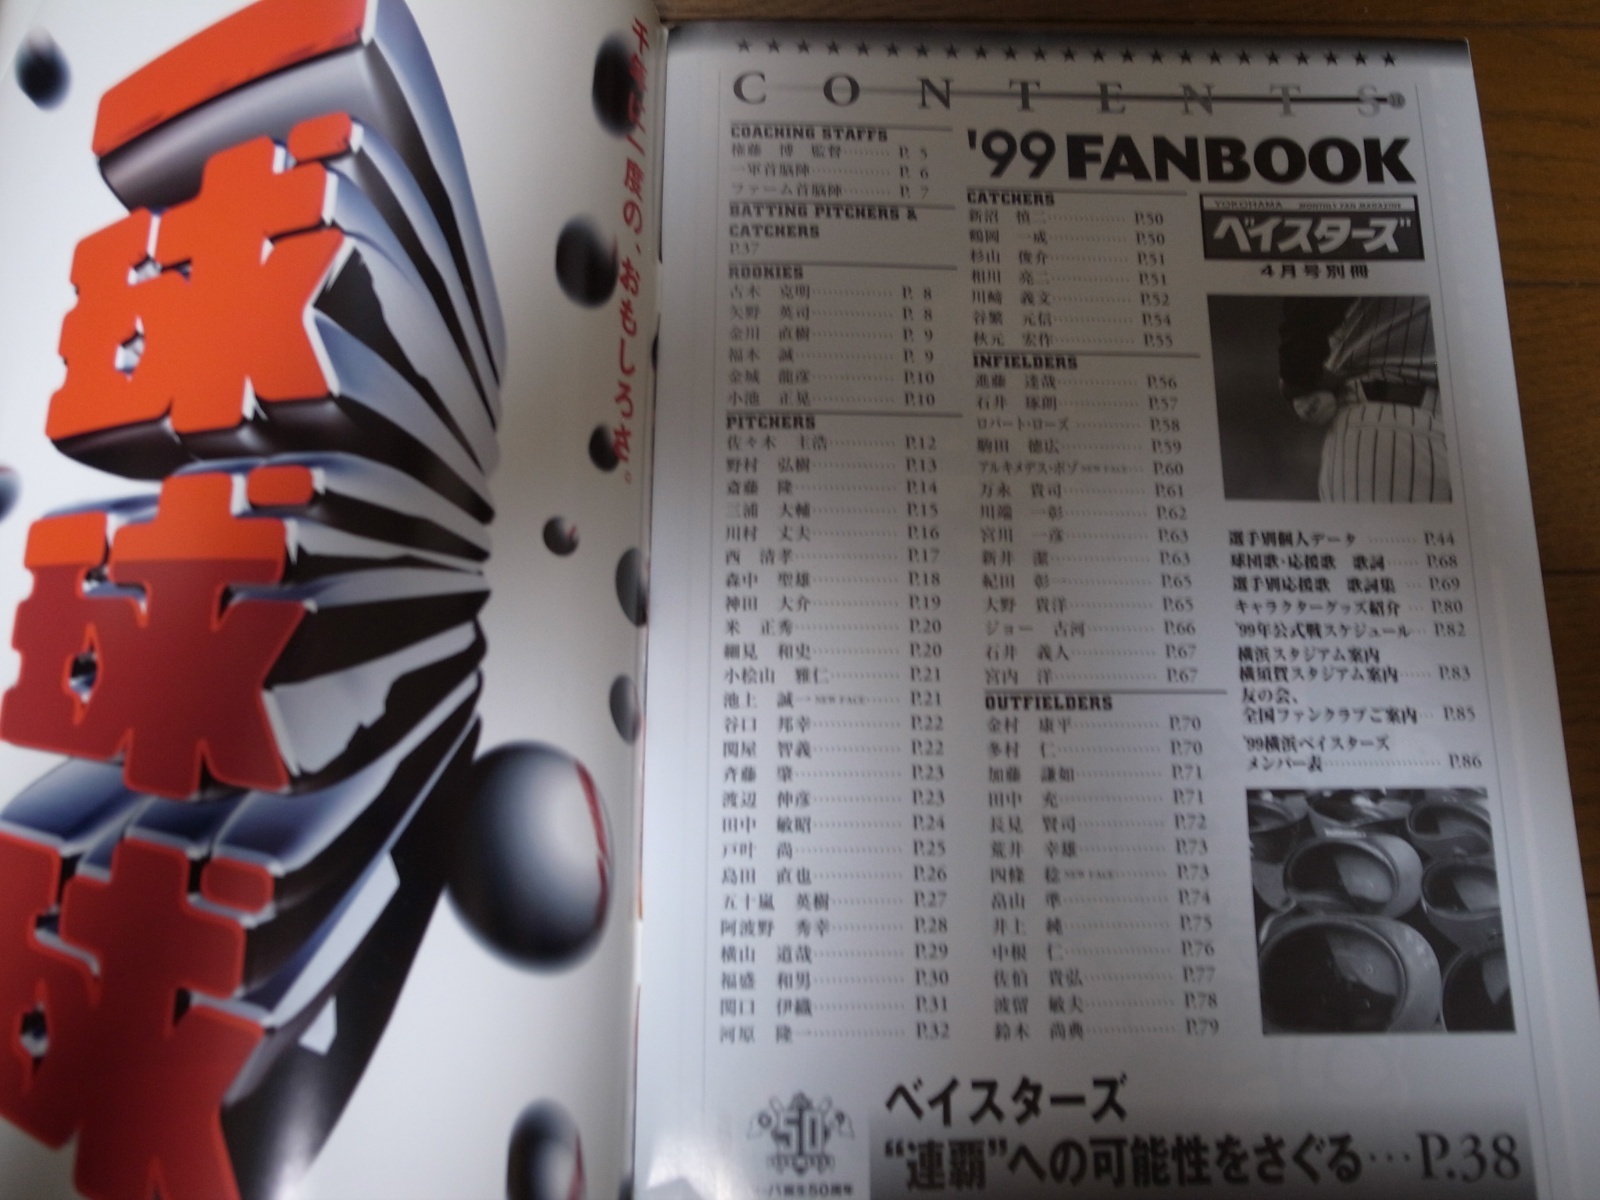 一球
球
球
千年に一度の、おもしろさ。
CONTENTS
COACHING STAFFS
権藤 博 監督 P. 5
一軍首脳陣 P. 6
ファーム首脳陣 P. 7
BATTING PITCHERS &
CATCHERS
P.37
ROOKIES
古木 克明 P. 8
矢野 英司 P. 8
金川 直樹 P. 9
福本 誠 P. 9
金城 龍彦 P.10
小池 正晃 P.10
PITCHERS
佐々木 主浩 P.12
野村 弘樹 P.13
斎藤 隆 P.14
三浦 大輔 P.15
川村 丈夫 P.16
西 清孝 P.17
森中 聖雄 P.18
神田 大介 P.19
米 正秀 P.20
細見 和史 P.20
小桧山 雅仁 P.21
池上 誠一 NEW FACE P.21
谷口 邦幸 P.22
関屋 智義 P.22
斉藤 肇 P.23
渡辺 伸彦 P.23
田中 敏昭 P.24
戸叶 尚 P.25
島田 直也 P.26
五十嵐 英樹 P.27
阿波野 秀幸 P.28
横山 道哉 P.29
福盛 和男 P.30
関口 伊織 P.31
河原 隆一 P.32
'99 FANBOOK
CATCHERS
新沼 慎二 P.50
鶴岡 一成 P.50
杉山 俊介 P.51
相川 亮二 P.51
川崎 義文 P.52
谷繁 元信 P.54
秋元 宏作 P.55
INFIELDERS
進藤 達哉 P.56
石井 琢朗 P.57
ロバート・ローズ P.58
駒田 徳広 P.59
アルキメデス・ポゾ NEW FACE P.60
万永 貴司 P.61
川端 一彰 P.62
宮川 一彦 P.63
新井 潔 P.63
紀田 彰一 P.65
大野 貴洋 P.65
ジョー 古河 P.66
石井 義人 P.67
宮内 洋 P.67
OUTFIELDERS
金村 康平 P.70
多村 仁 P.70
加藤 謙如 P.71
田中 充 P.71
長見 賢司 P.72
荒井 幸雄 P.73
四條 稔 NEW FACE P.73
畠山 準 P.74
井上 純 P.75
中根 仁 P.76
佐伯 貴弘 P.77
波留 敏夫 P.78
鈴木 尚典 P.79
YOKOHAMA MONTHLY FAN MAGAZINE
ベイスターズ
4月号別冊
選手別個人データ P.44
球団歌・応援歌 歌詞 P.68
選手別応援歌 歌詞集 P.69
キャラクターグッズ紹介 P.80
'99年公式戦スケジュール P.82
横浜スタジアム案内
横須賀スタジアム案内 P.83
友の会、
全国ファンクラブご案内 P.85
'99横浜ベイスターズ
メンバー表 P.86
50
ベイスターズ
“連覇”への可能性をさぐる…P.38